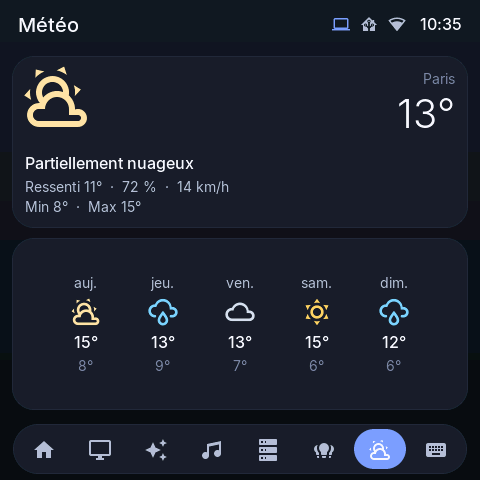 Météo
10:35
Paris
13°
Partiellement nuageux
Ressenti 11° · 72 % · 14 km/h
Min 8° · Max 15°
auj. jeu. ven. sam. dim.
15° 13° 13° 15° 12°
8° 9° 7° 6° 6°